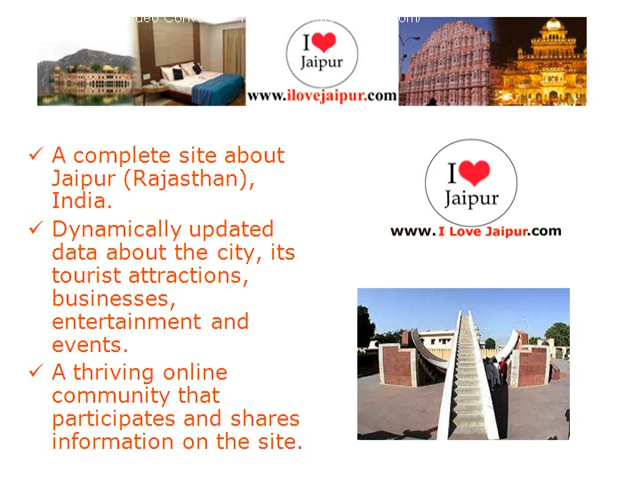 I
Jaipur
www.ilovejaipur.com
✓ A complete site about
Jaipur (Rajasthan),
India.
✓ Dynamically updated
data about the city, its
tourist attractions,
businesses,
entertainment and
events.
✓ A thriving online
community that
participates and shares
information on the site.
I
Jaipur
www.I Love Jaipur.com